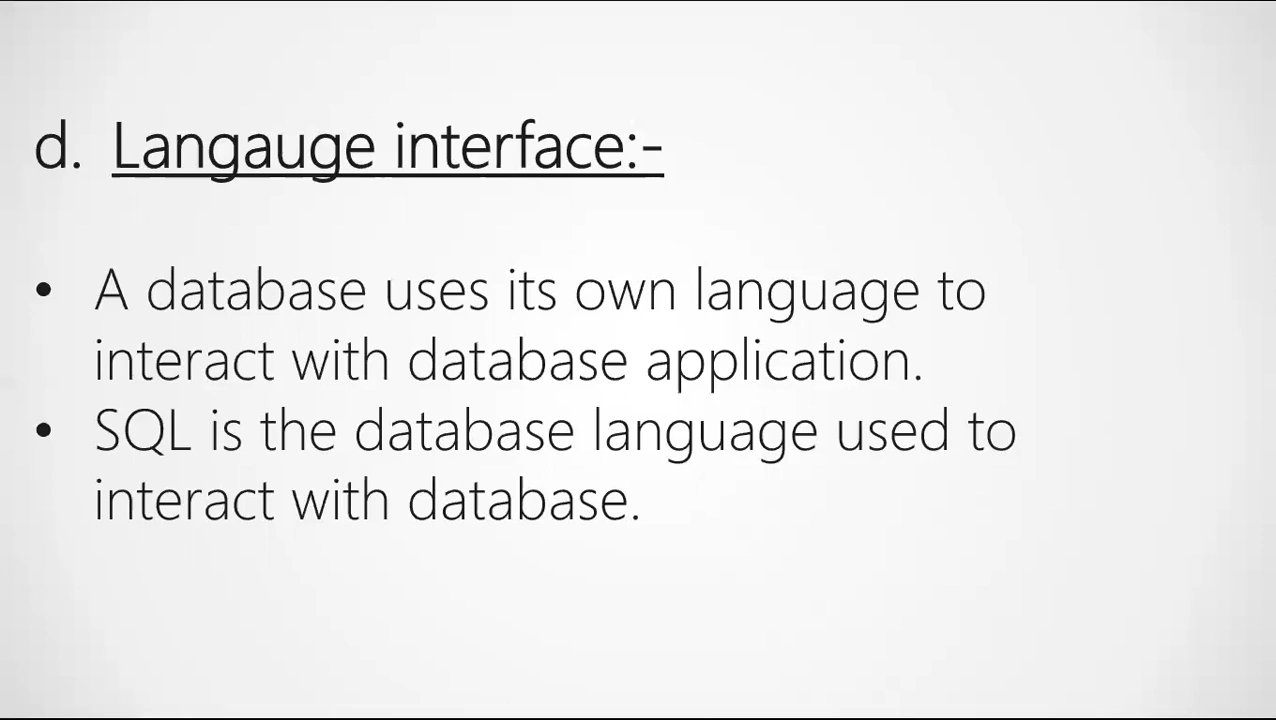 d. Langauge interface:-
• A database uses its own language to
interact with database application.
• SQL is the database language used to
interact with database.